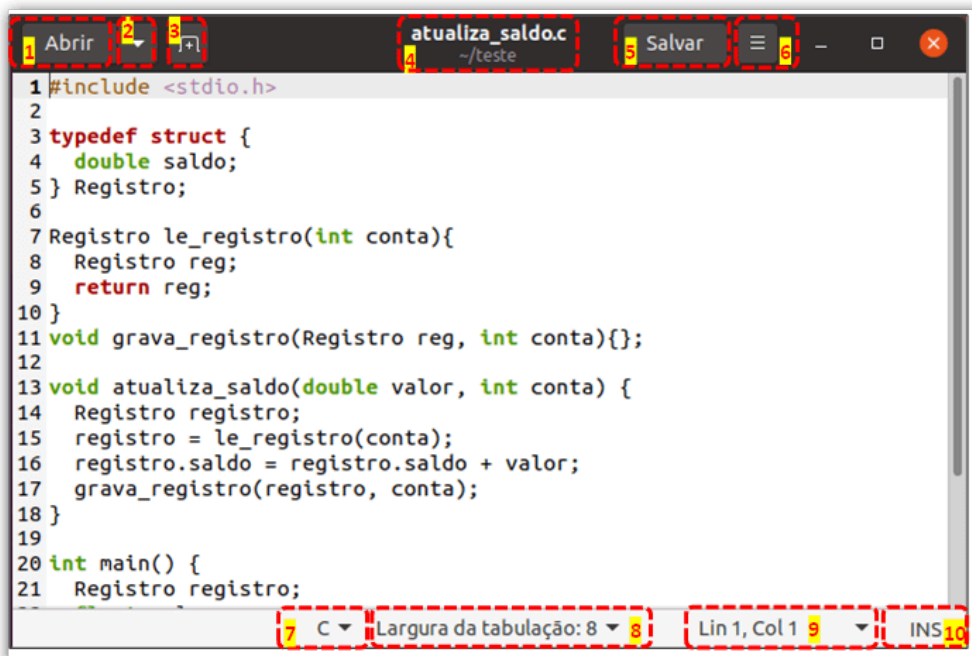 1 Abrir 2 3 atualiza_saldo.c 5 Salvar 6
4 ~/teste
1 #include <stdio.h>
2
3 typedef struct {
4   double saldo;
5 } Registro;
6
7 Registro le_registro(int conta){
8   Registro reg;
9   return reg;
10 }
11 void grava_registro(Registro reg, int conta){};
12
13 void atualiza_saldo(double valor, int conta) {
14   Registro registro;
15   registro = le_registro(conta);
16   registro.saldo = registro.saldo + valor;
17   grava_registro(registro, conta);
18 }
19
20 int main() {
21   Registro registro;
7 C Largura da tabulação: 8 8 Lin 1, Col 1 9 INS 10